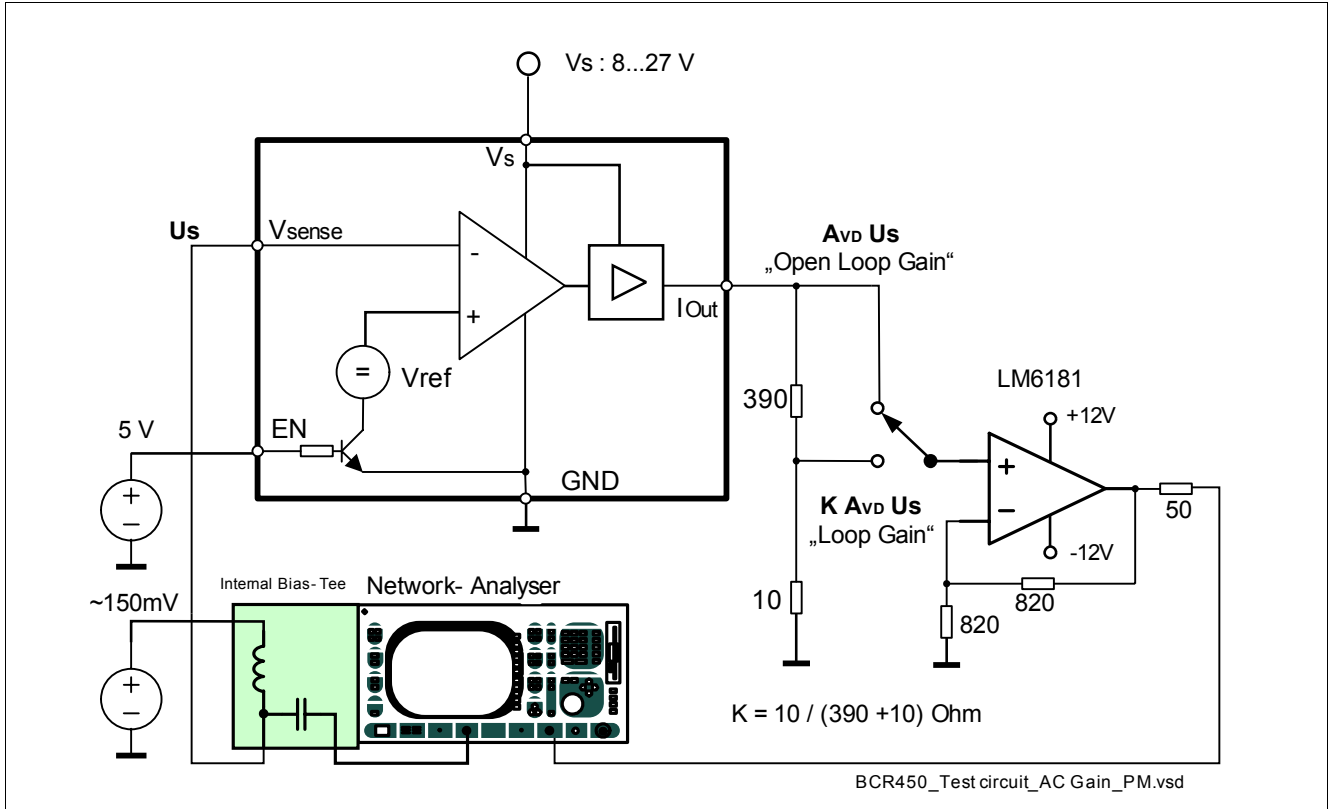 Vs : 8...27 V
Vs
Us
Vsense
-
+
=
Vref
IOut
AVD Us
„Open Loop Gain“
LM6181
+12V
390
5 V
EN
+
−
GND
K AVD Us
„Loop Gain“
+
−
-12V
50
820
820
10
Internal Bias- Tee
Network- Analyser
~150mV
+
−
K = 10 / (390 +10) Ohm
BCR450_Test circuit_AC Gain_PM.vsd